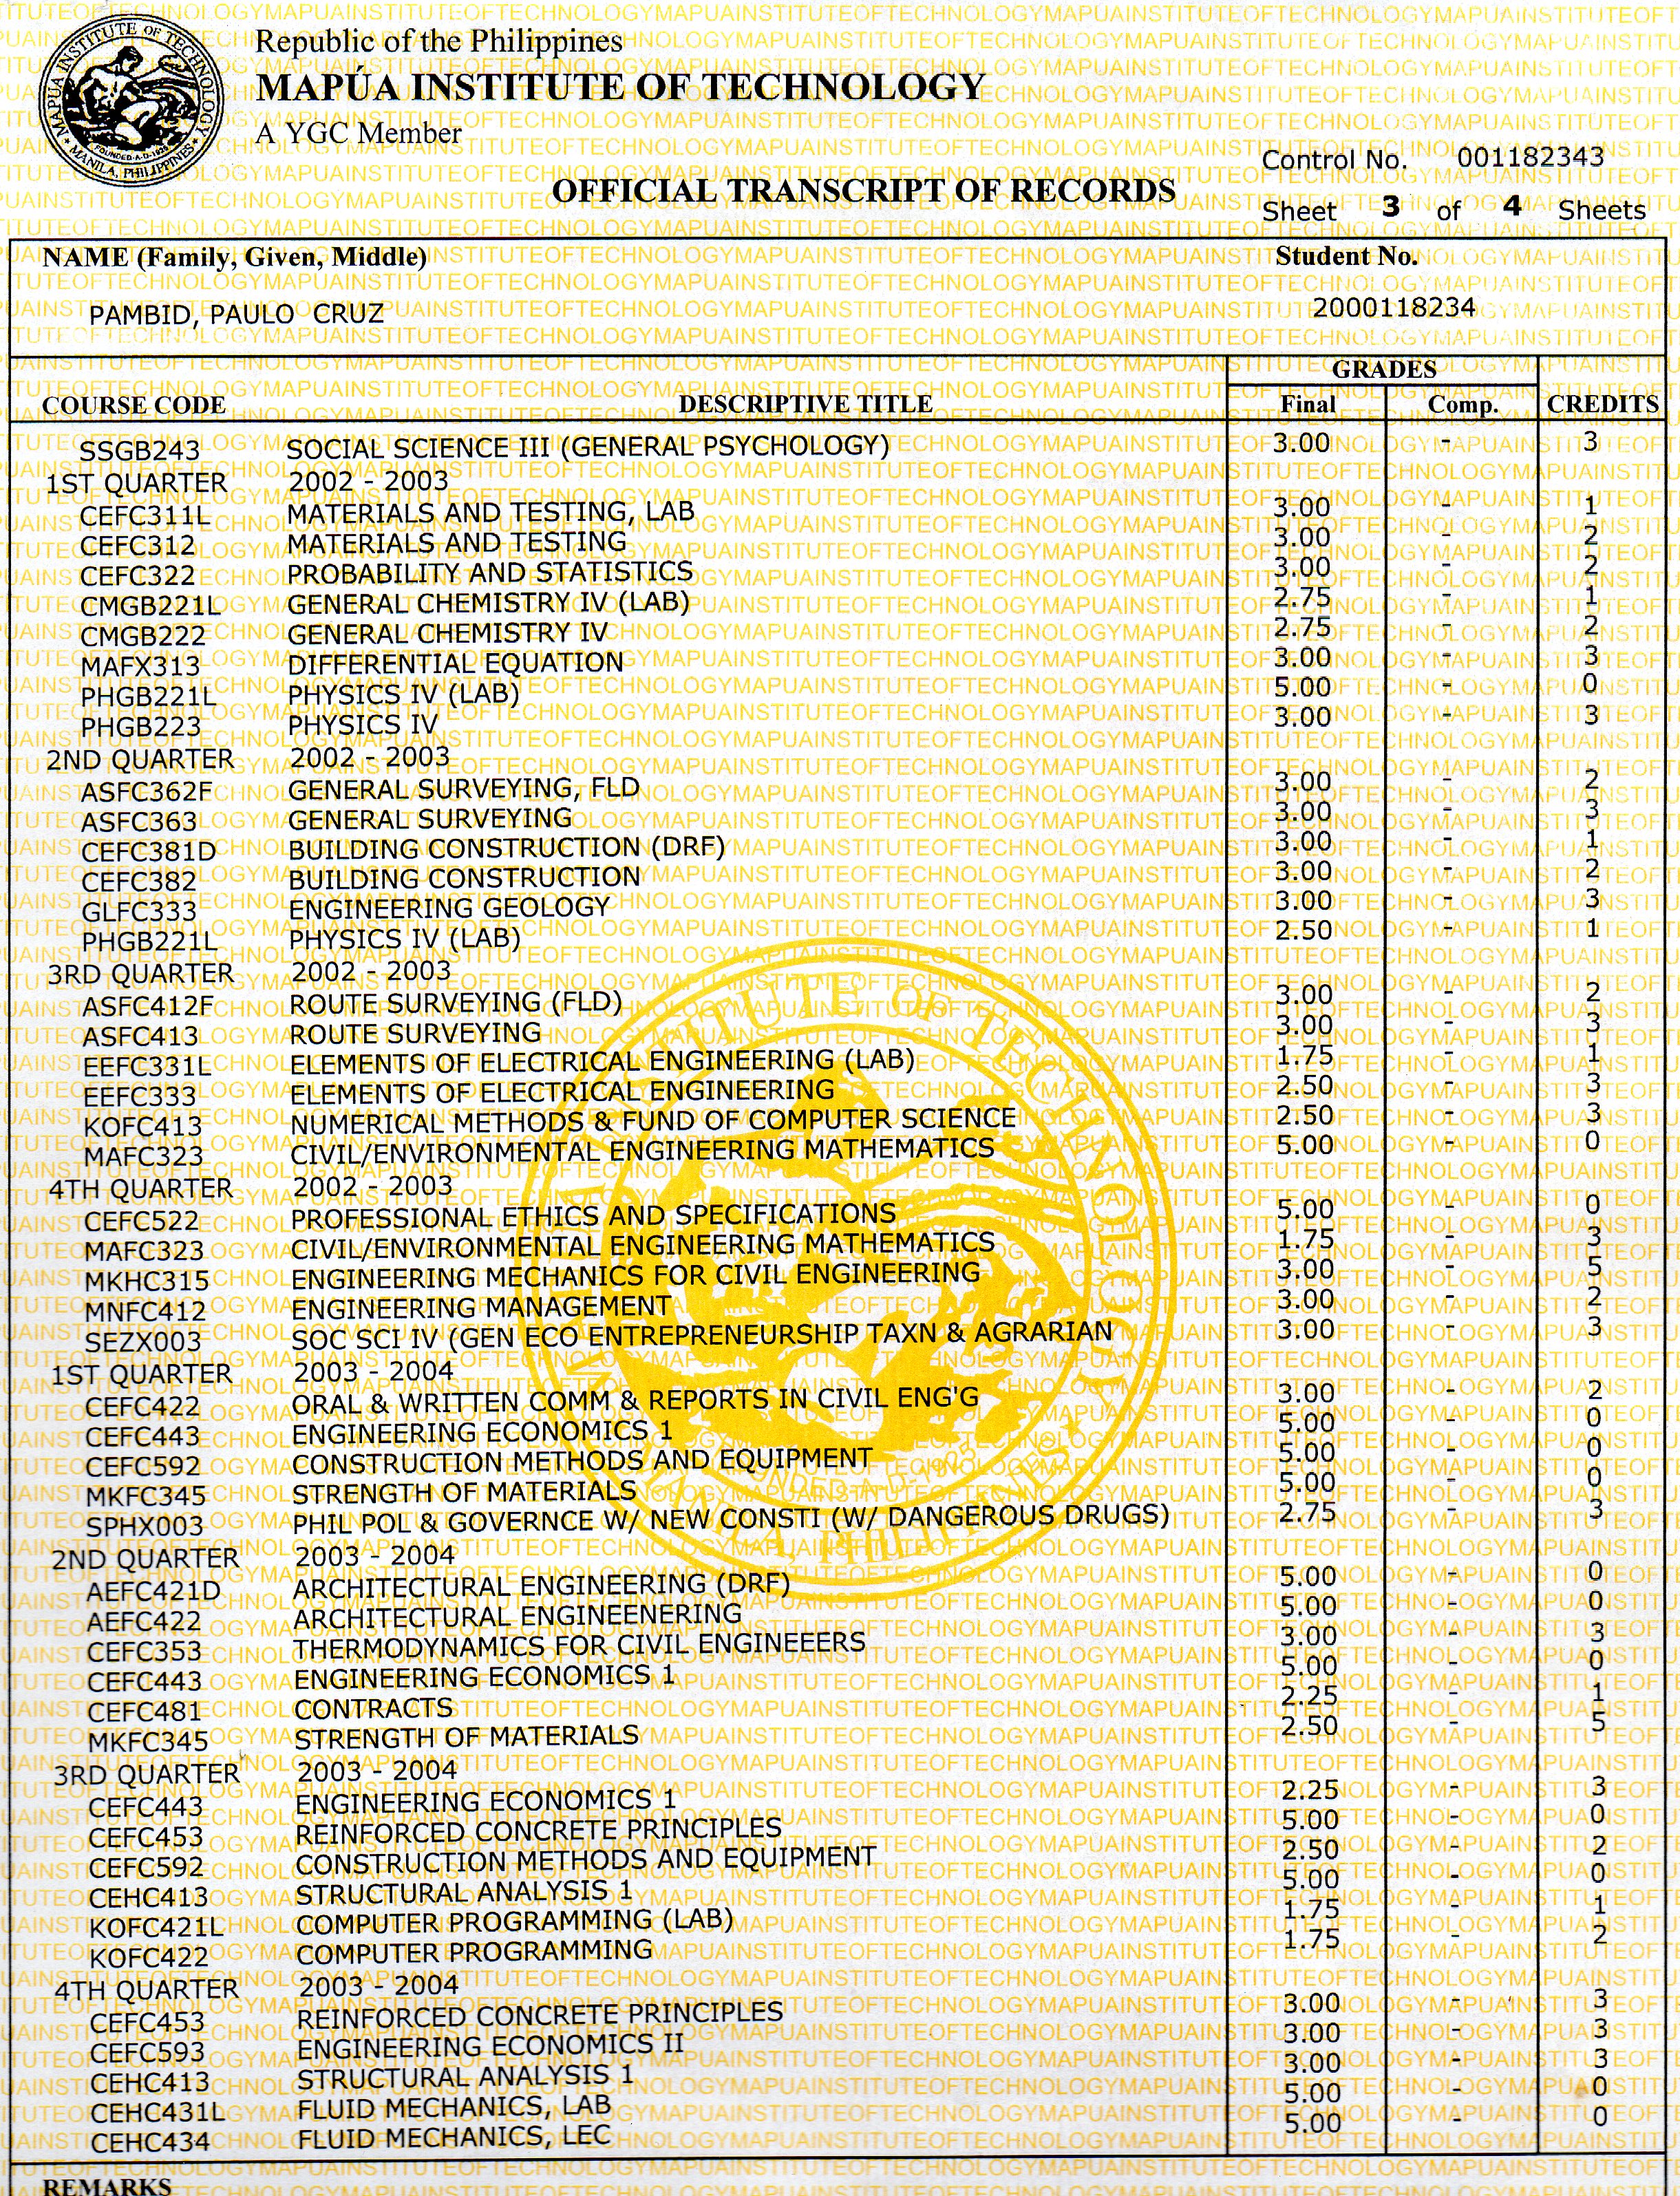 Republic of the Philippines
MAPÚA INSTITUTE OF TECHNOLOGY
A YGC Member
MAPUA INSTITUTE OF TECHNOLOGY
MANILA, PHILIPPINES
Control No. 001182343
OFFICIAL TRANSCRIPT OF RECORDS
Sheet 3 of 4 Sheets
NAME (Family, Given, Middle) Student No.
PAMBID, PAULO CRUZ 2000118234
GRADES
COURSE CODE DESCRIPTIVE TITLE Final Comp. CREDITS
SSGB243 SOCIAL SCIENCE III (GENERAL PSYCHOLOGY) 3.00 - 3
1ST QUARTER 2002 - 2003
CEFC311L MATERIALS AND TESTING, LAB 3.00 - 1
CEFC312 MATERIALS AND TESTING 3.00 - 2
CEFC322 PROBABILITY AND STATISTICS 3.00 - 2
CMGB221L GENERAL CHEMISTRY IV (LAB) 2.75 - 1
CMGB222 GENERAL CHEMISTRY IV 2.75 - 2
MAFX313 DIFFERENTIAL EQUATION 3.00 - 3
PHGB221L PHYSICS IV (LAB) 5.00 - 0
PHGB223 PHYSICS IV 3.00 - 3
2ND QUARTER 2002 - 2003
ASFC362F GENERAL SURVEYING, FLD 3.00 - 2
ASFC363 GENERAL SURVEYING 3.00 - 3
CEFC381D BUILDING CONSTRUCTION (DRF) 3.00 - 1
CEFC382 BUILDING CONSTRUCTION 3.00 - 2
GLFC333 ENGINEERING GEOLOGY 3.00 - 3
PHGB221L PHYSICS IV (LAB) 2.50 - 1
3RD QUARTER 2002 - 2003
ASFC412F ROUTE SURVEYING (FLD) 3.00 - 2
ASFC413 ROUTE SURVEYING 3.00 - 3
EEFC331L ELEMENTS OF ELECTRICAL ENGINEERING (LAB) 1.75 - 1
EEFC333 ELEMENTS OF ELECTRICAL ENGINEERING 2.50 - 3
KOFC413 NUMERICAL METHODS & FUND OF COMPUTER SCIENCE 2.50 - 3
MAFC323 CIVIL/ENVIRONMENTAL ENGINEERING MATHEMATICS 5.00 - 0
4TH QUARTER 2002 - 2003
CEFC522 PROFESSIONAL ETHICS AND SPECIFICATIONS 5.00 - 0
MAFC323 CIVIL/ENVIRONMENTAL ENGINEERING MATHEMATICS 1.75 - 3
MKHC315 ENGINEERING MECHANICS FOR CIVIL ENGINEERING 3.00 - 5
MNFC412 ENGINEERING MANAGEMENT 3.00 - 2
SEZX003 SOC SCI IV (GEN ECO ENTREPRENEURSHIP TAXN & AGRARIAN 3.00 - 3
1ST QUARTER 2003 - 2004
CEFC422 ORAL & WRITTEN COMM & REPORTS IN CIVIL ENG'G 3.00 - 2
CEFC443 ENGINEERING ECONOMICS 1 5.00 - 0
CEFC592 CONSTRUCTION METHODS AND EQUIPMENT 5.00 - 0
MKFC345 STRENGTH OF MATERIALS 5.00 - 0
SPHX003 PHIL POL & GOVERNCE W/ NEW CONSTI (W/ DANGEROUS DRUGS) 2.75 - 3
2ND QUARTER 2003 - 2004
AEFC421D ARCHITECTURAL ENGINEERING (DRF) 5.00 - 0
AEFC422 ARCHITECTURAL ENGINEENERING 5.00 - 0
CEFC353 THERMODYNAMICS FOR CIVIL ENGINEEERS 3.00 - 3
CEFC443 ENGINEERING ECONOMICS 1 5.00 - 0
CEFC481 CONTRACTS 2.25 - 1
MKFC345 STRENGTH OF MATERIALS 2.50 - 5
3RD QUARTER 2003 - 2004
CEFC443 ENGINEERING ECONOMICS 1 2.25 - 3
CEFC453 REINFORCED CONCRETE PRINCIPLES 5.00 - 0
CEFC592 CONSTRUCTION METHODS AND EQUIPMENT 2.50 - 2
CEHC413 STRUCTURAL ANALYSIS 1 5.00 - 0
KOFC421L COMPUTER PROGRAMMING (LAB) 1.75 - 1
KOFC422 COMPUTER PROGRAMMING 1.75 - 2
4TH QUARTER 2003 - 2004
CEFC453 REINFORCED CONCRETE PRINCIPLES 3.00 - 3
CEFC593 ENGINEERING ECONOMICS II 3.00 - 3
CEHC413 STRUCTURAL ANALYSIS 1 3.00 - 3
CEHC431L FLUID MECHANICS, LAB 5.00 - 0
CEHC434 FLUID MECHANICS, LEC 5.00 - 0
REMARKS